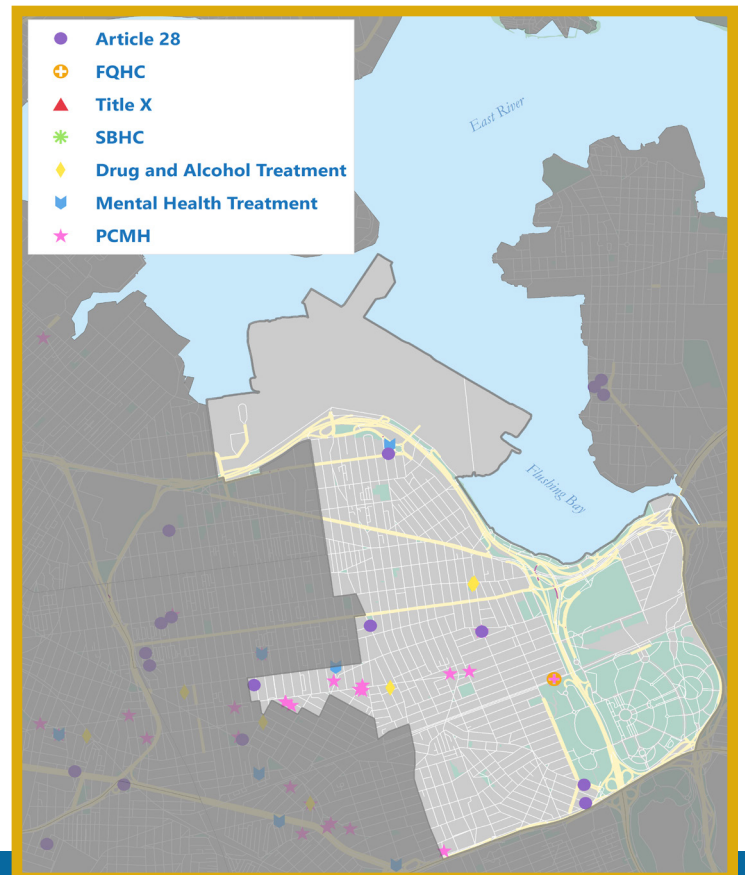 Article 28
FQHC
Title X
SBHC
Drug and Alcohol Treatment
Mental Health Treatment
PCMH
East River
Flushing Bay